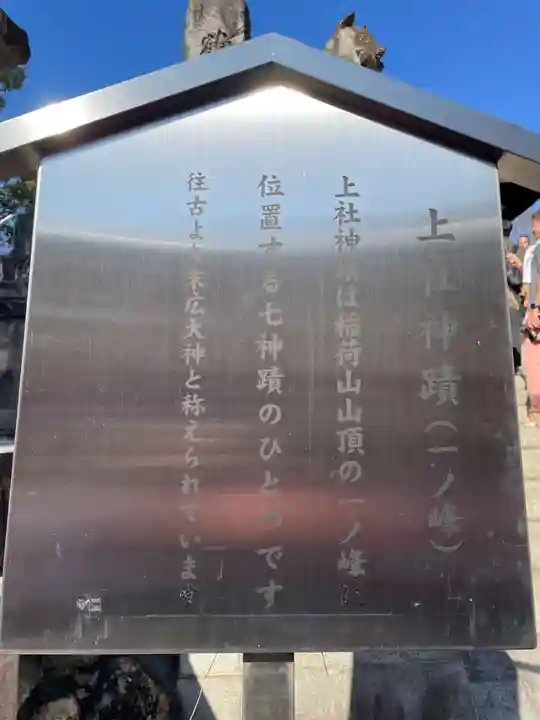 上社神蹟（一ノ峰）
上社神蹟は稲荷山山頂の一ノ峰に
位置する七神蹟のひとつです
往古より末広大神と称えられています